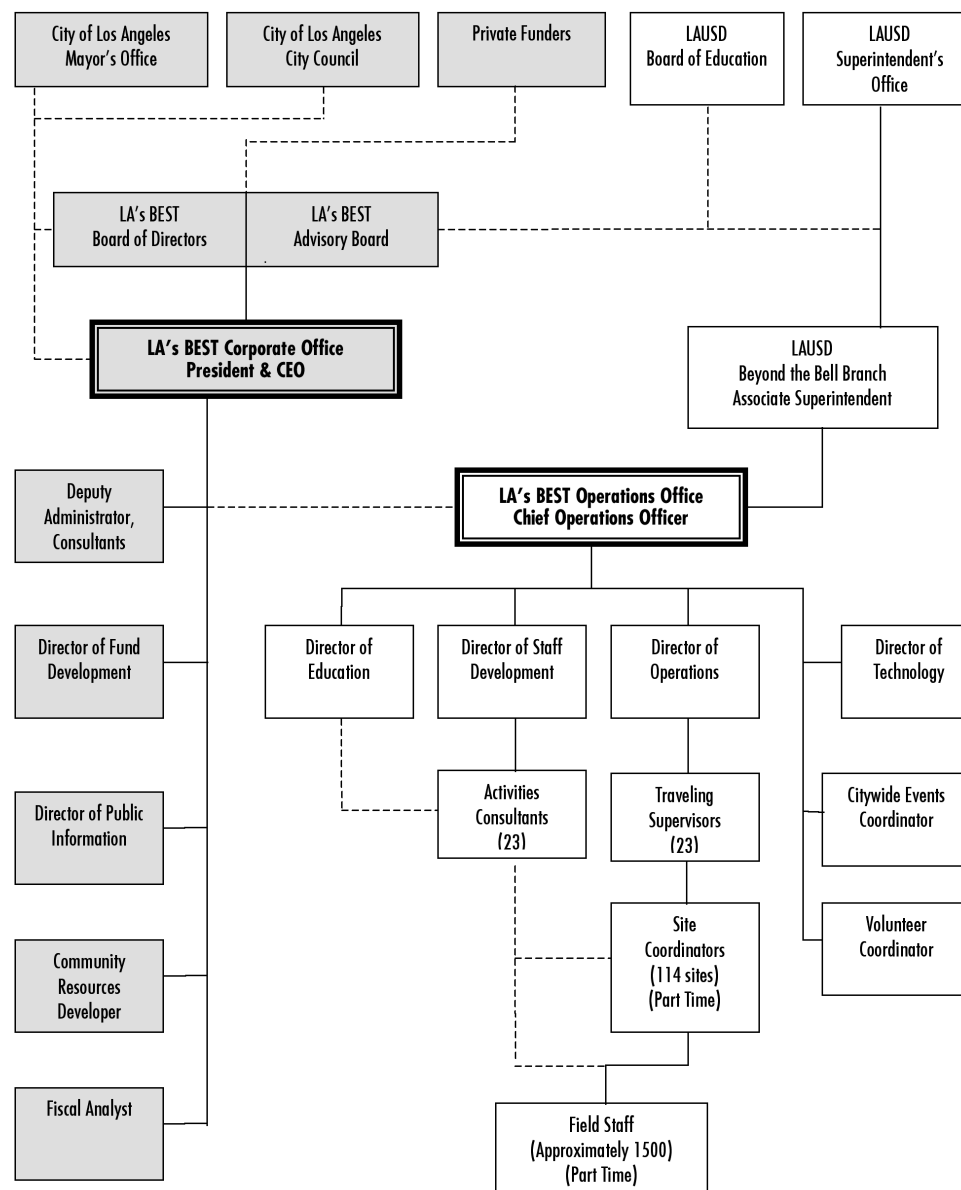 City of Los Angeles
Mayor's Office
City of Los Angeles
City Council
Private Funders
LAUSD
Board of Education
LAUSD
Superintendent's
Office
LA's BEST
Board of Directors
LA's BEST
Advisory Board
LA's BEST Corporate Office
President & CEO
LAUSD
Beyond the Bell Branch
Associate Superintendent
Deputy
Administrator,
Consultants
LA's BEST Operations Office
Chief Operations Officer
Director of Fund
Development
Director of
Education
Director of Staff
Development
Director of
Operations
Director of
Technology
Director of Public
Information
Activities
Consultants
(23)
Traveling
Supervisors
(23)
Citywide Events
Coordinator
Community
Resources
Developer
Site
Coordinators
(114 sites)
(Part Time)
Volunteer
Coordinator
Fiscal Analyst
Field Staff
(Approximately 1500)
(Part Time)